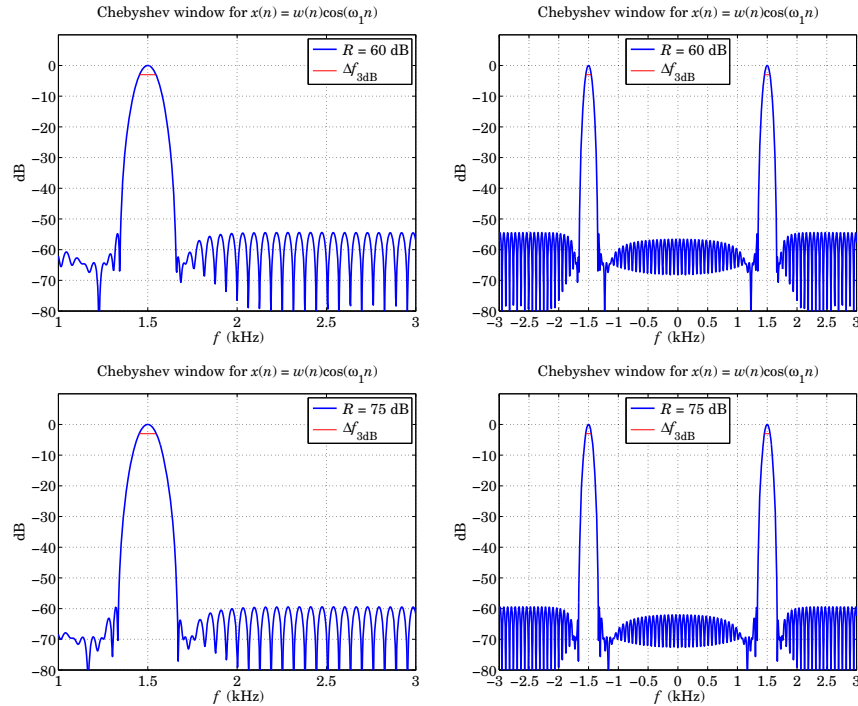 Chebyshev window for x(n) = w(n)cos(ω₁n)
R = 60 dB
Δf₃dB
0
−10
−20
−30
−40
−50
−60
−70
−80
dB
1 1.5 2 2.5 3
f (kHz)
Chebyshev window for x(n) = w(n)cos(ω₁n)
R = 60 dB
Δf₃dB
0
−10
−20
−30
−40
−50
−60
−70
−80
dB
−3 −2.5 −2 −1.5 −1 −0.5 0 0.5 1 1.5 2 2.5 3
f (kHz)
Chebyshev window for x(n) = w(n)cos(ω₁n)
R = 75 dB
Δf₃dB
0
−10
−20
−30
−40
−50
−60
−70
−80
dB
1 1.5 2 2.5 3
f (kHz)
Chebyshev window for x(n) = w(n)cos(ω₁n)
R = 75 dB
Δf₃dB
0
−10
−20
−30
−40
−50
−60
−70
−80
dB
−3 −2.5 −2 −1.5 −1 −0.5 0 0.5 1 1.5 2 2.5 3
f (kHz)